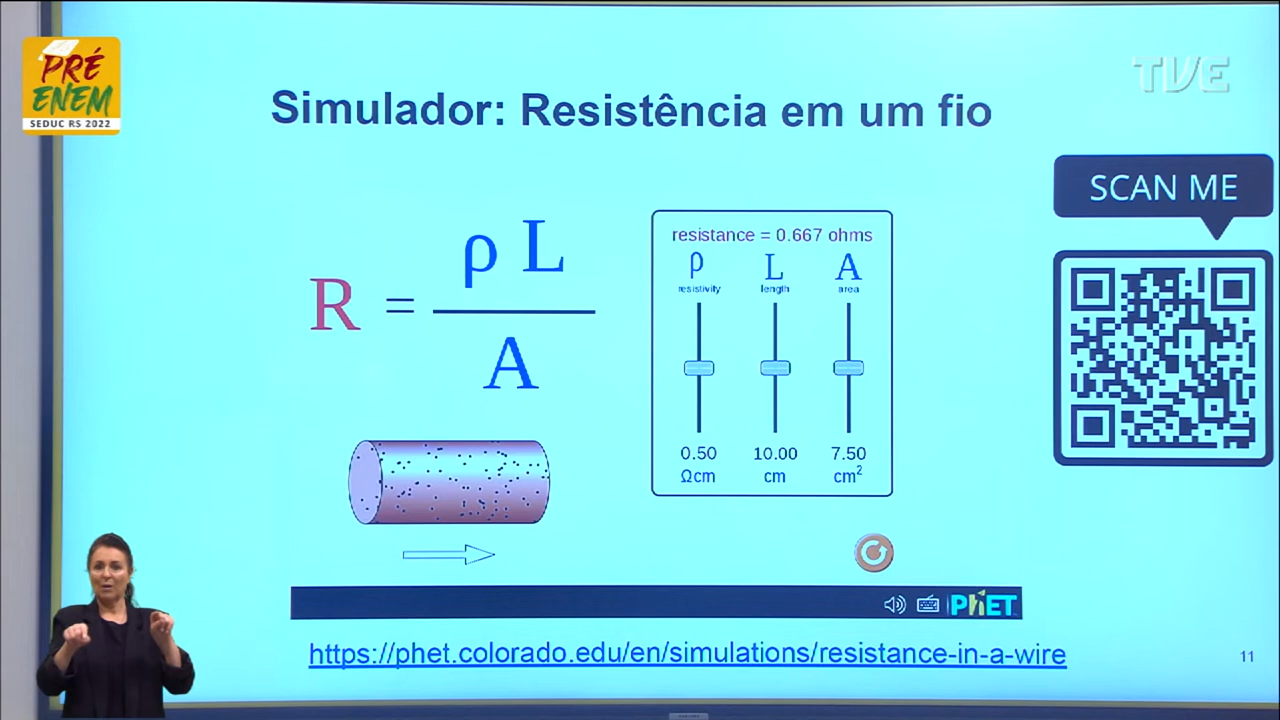 PRÉ
ENEM
SEDUC RS 2022
TVE
Simulador: Resistência em um fio
SCAN ME
R = ρ L
A
resistance = 0.667 ohms
ρ L A
resistivity length area
0.50 10.00 7.50
Ωcm cm cm²
PhET
https://phet.colorado.edu/en/simulations/resistance-in-a-wire
11